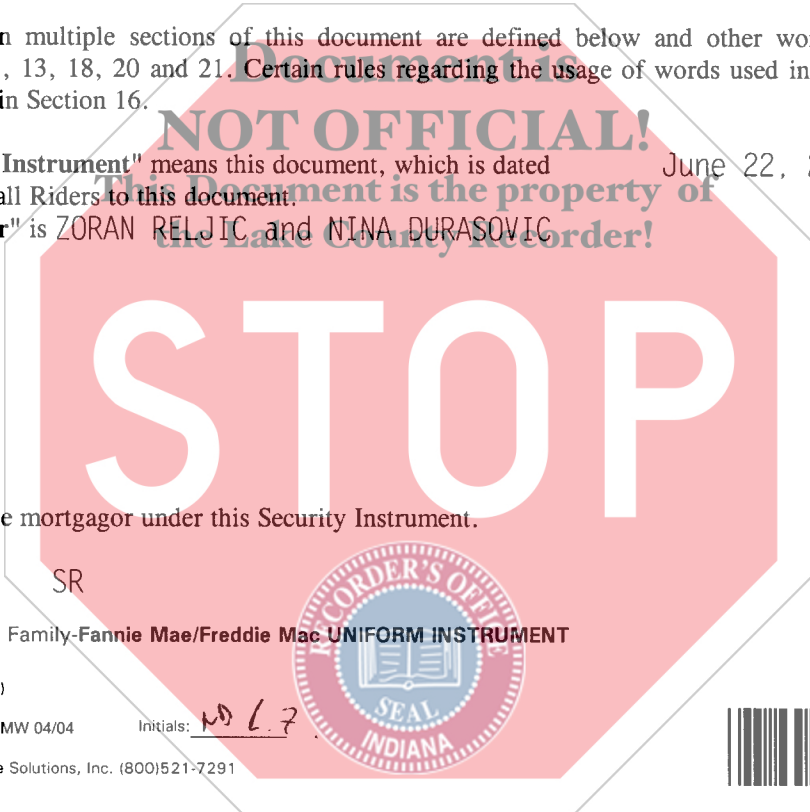 n multiple sections of this document are defined below and other wo
, 13, 18, 20 and 21. Certain rules regarding the usage of words used in
in Section 16.
Document is
NOT OFFICIAL!
This Document is the property of
the Lake County Recorder!
Instrument" means this document, which is dated June 22,
all Riders to this document.
r" is ZORAN RELJIC and NINA DURASOVIC
STOP
e mortgagor under this Security Instrument.
SR
Family-Fannie Mae/Freddie Mac UNIFORM INSTRUMENT
)
MW 04/04 Initials:
e Solutions, Inc. (800)521-7291
RECORDER'S OFFICE
SEAL
INDIANA